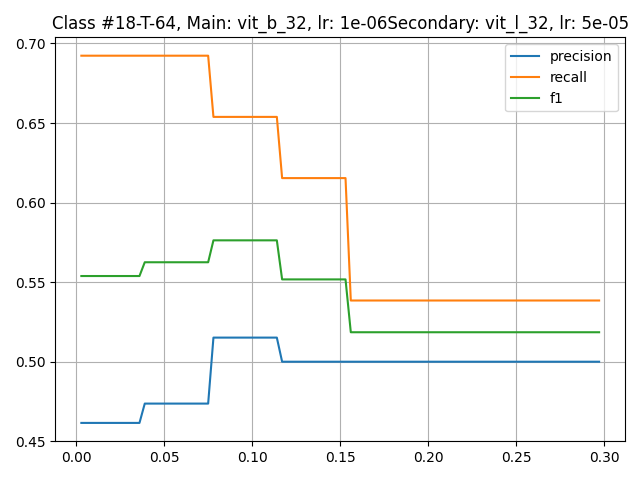 Class #18-T-64, Main: vit_b_32, lr: 1e-06Secondary: vit_l_32, lr: 5e-05
precision
recall
f1
0.70
0.65
0.60
0.55
0.50
0.45
0.00 0.05 0.10 0.15 0.20 0.25 0.30